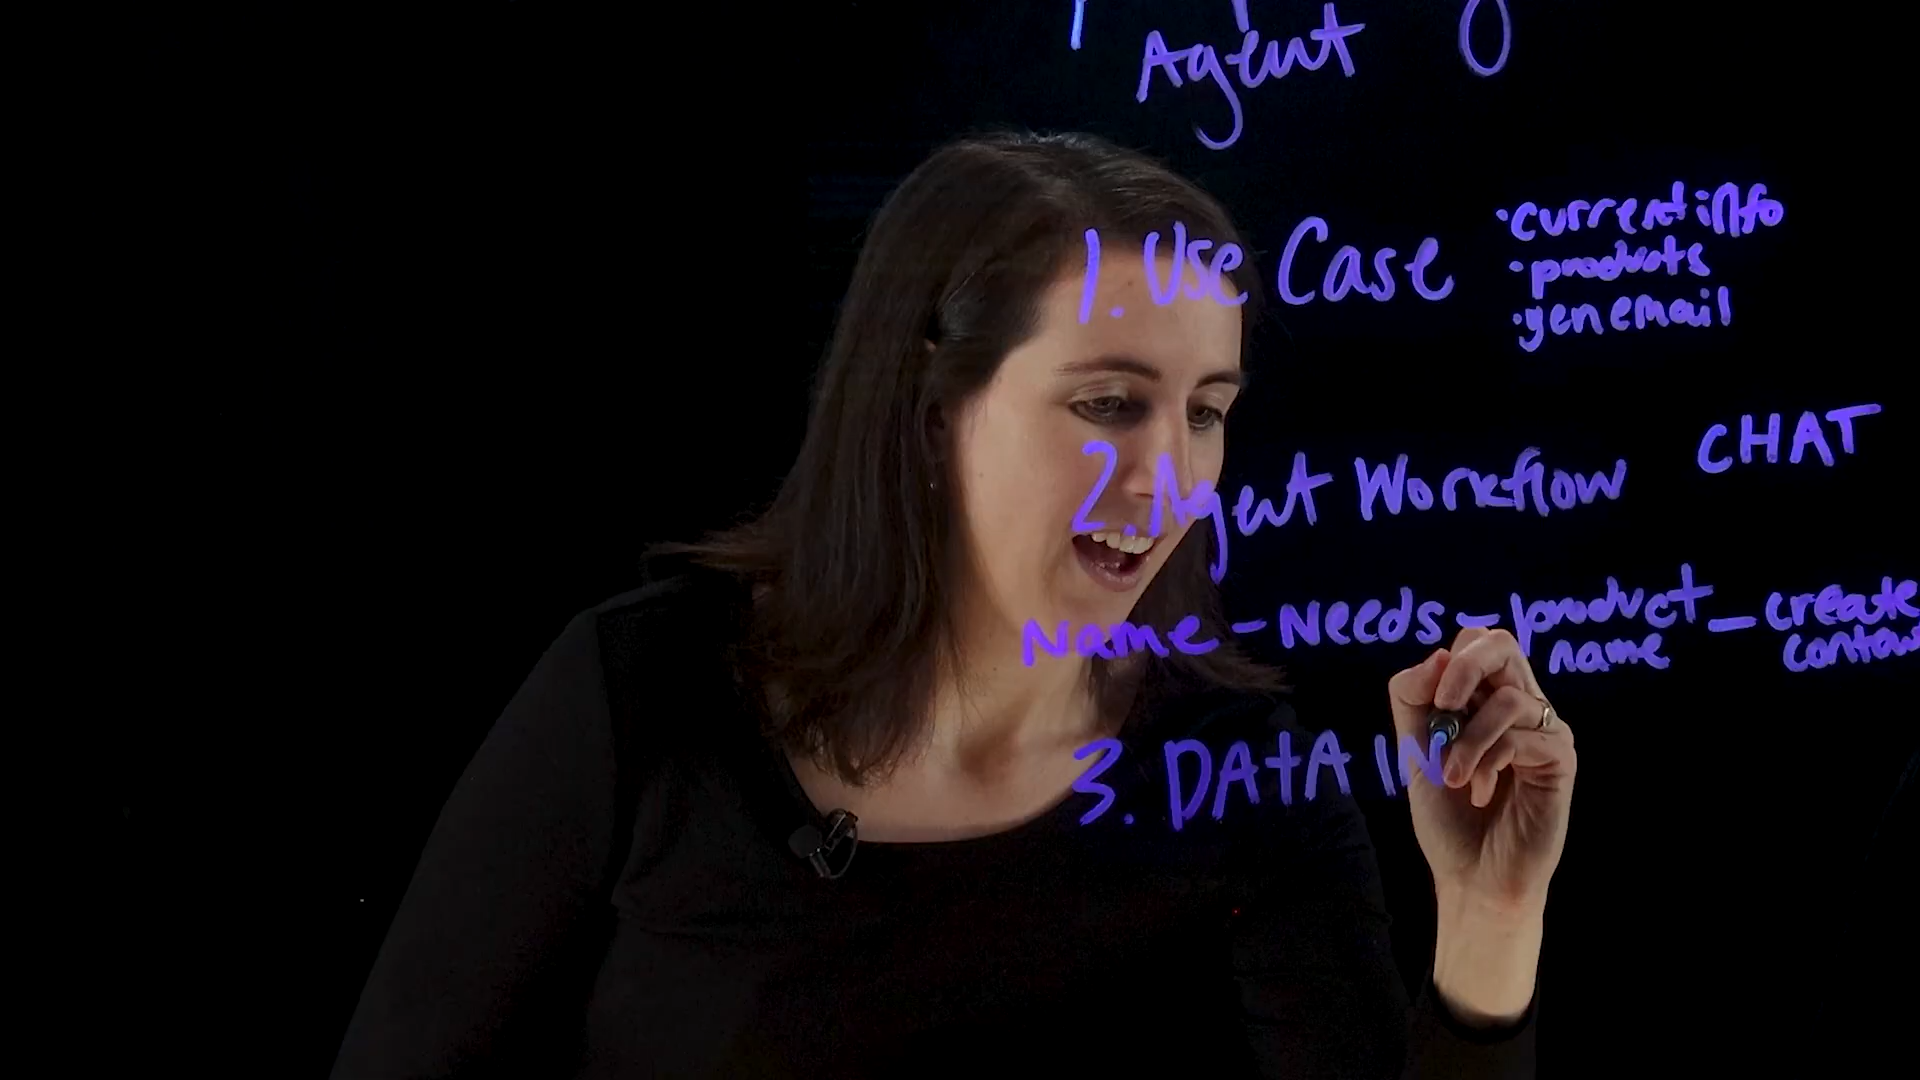 Agent
1. Use Case
•current info
•products
•gen email
2. Agent Workflow
CHAT
Name - Needs - product name - create
3. DATA IN